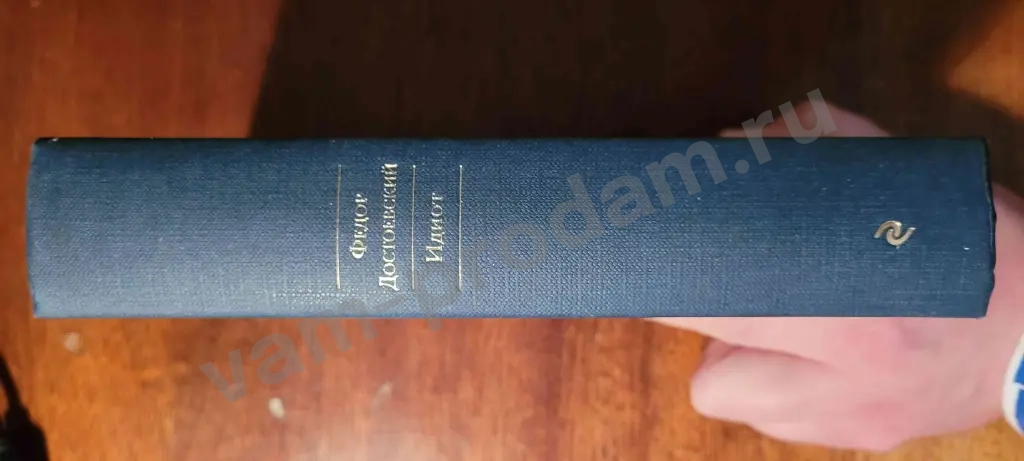 Федор
Достоевский
Идиот
vam-prodam.ru